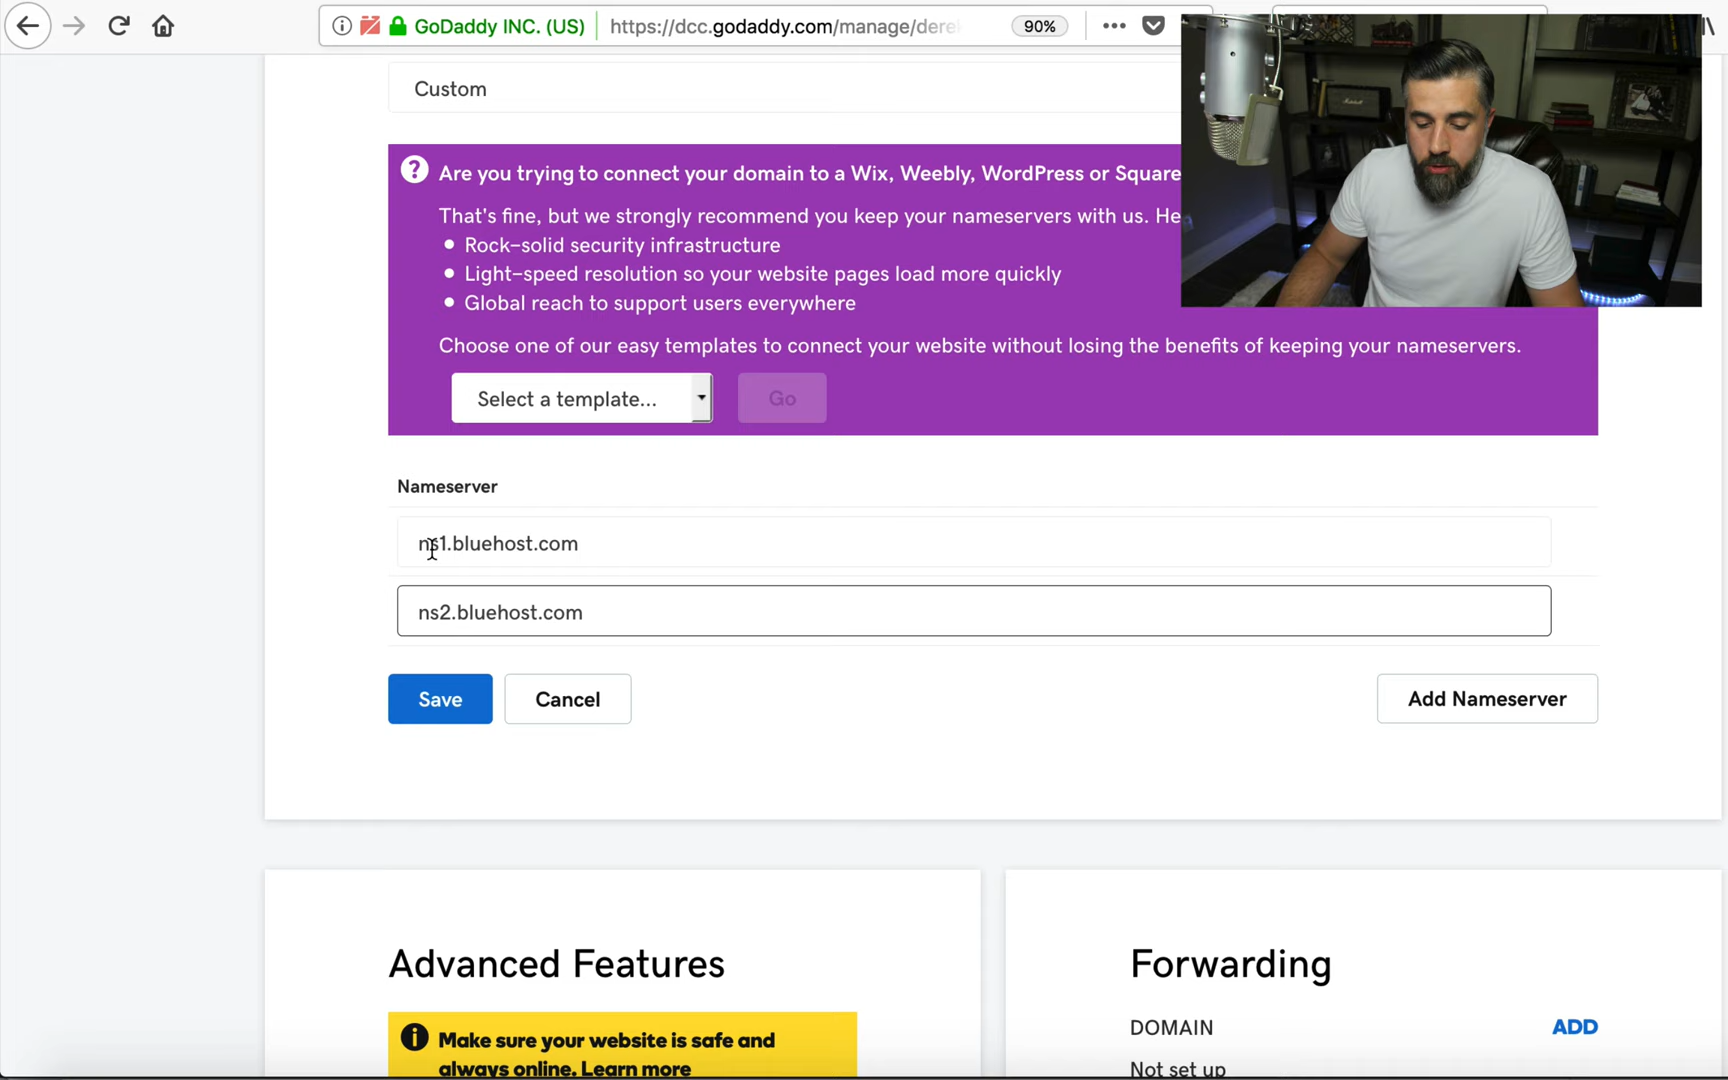 GoDaddy INC. (US)
https://dcc.godaddy.com/manage/dere
90%
Custom
? Are you trying to connect your domain to a Wix, Weebly, WordPress or Square
That's fine, but we strongly recommend you keep your nameservers with us. He
• Rock-solid security infrastructure
• Light-speed resolution so your website pages load more quickly
• Global reach to support users everywhere
Choose one of our easy templates to connect your website without losing the benefits of keeping your nameservers.
Select a template...
Go
Nameserver
ns1.bluehost.com
ns2.bluehost.com
Save
Cancel
Add Nameserver
Advanced Features
Make sure your website is safe and
always online. Learn more
Forwarding
DOMAIN
ADD
Not set up